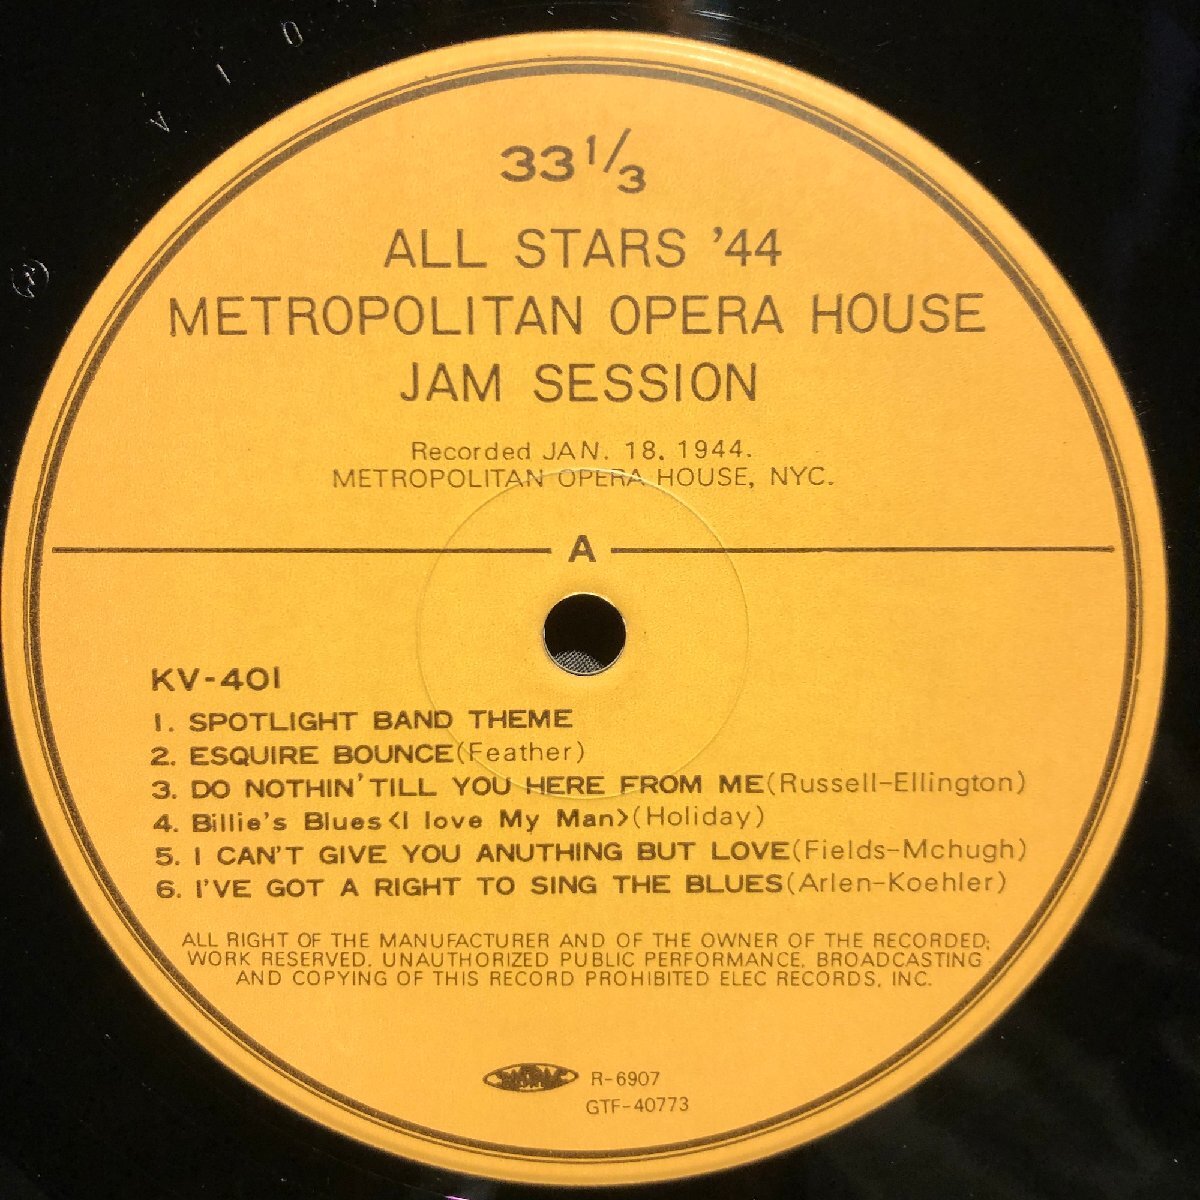 33 1/3
ALL STARS '44
METROPOLITAN OPERA HOUSE
JAM SESSION
Recorded JAN. 18. 1944.
METROPOLITAN OPERA HOUSE, NYC.
A
KV-401
1. SPOTLIGHT BAND THEME
2. ESQUIRE BOUNCE(Feather)
3. DO NOTHIN' TILL YOU HERE FROM ME(Russell-Ellington)
4. Billie's Blues<I love My Man>(Holiday)
5. I CAN'T GIVE YOU ANUTHING BUT LOVE(Fields-Mchugh)
6. I'VE GOT A RIGHT TO SING THE BLUES(Arlen-Koehler)
ALL RIGHT OF THE MANUFACTURER AND OF THE OWNER OF THE RECORDED;
WORK RESERVED. UNAUTHORIZED PUBLIC PERFORMANCE. BROADCASTING
AND COPYING OF THIS RECORD PROHIBITED ELEC RECORDS, INC.
R-6907
GTF-40773